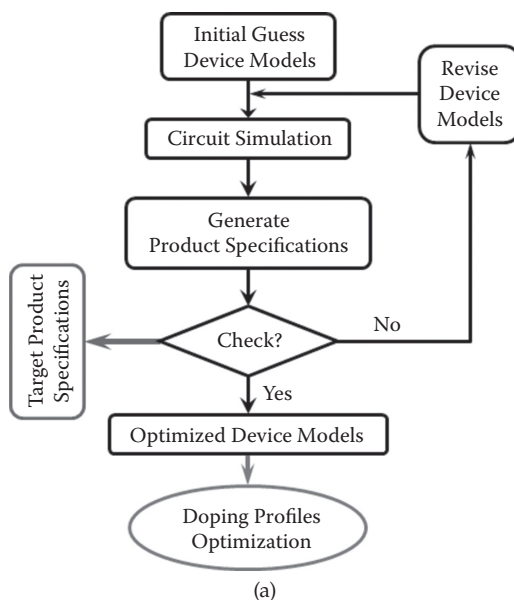 Initial Guess
Device Models
Revise
Device
Models
Circuit Simulation
Generate
Product Specifications
Target Product
Specifications
Check?
No
Yes
Optimized Device Models
Doping Profiles
Optimization
(a)